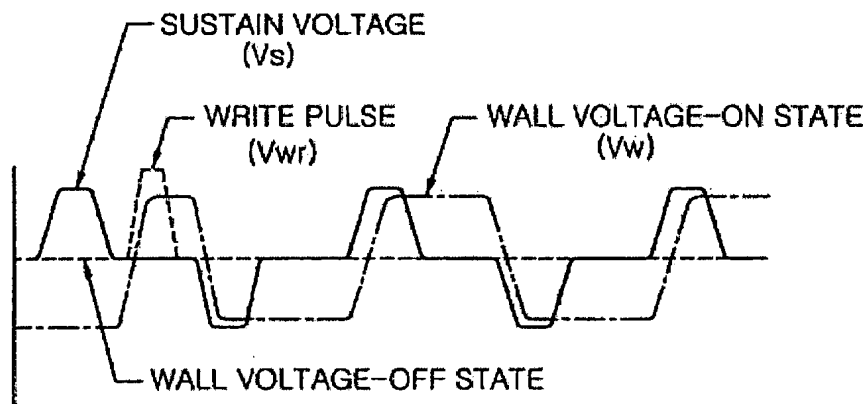 SUSTAIN VOLTAGE
(Vs)
WRITE PULSE
(Vwr)
WALL VOLTAGE-ON STATE
(Vw)
WALL VOLTAGE-OFF STATE